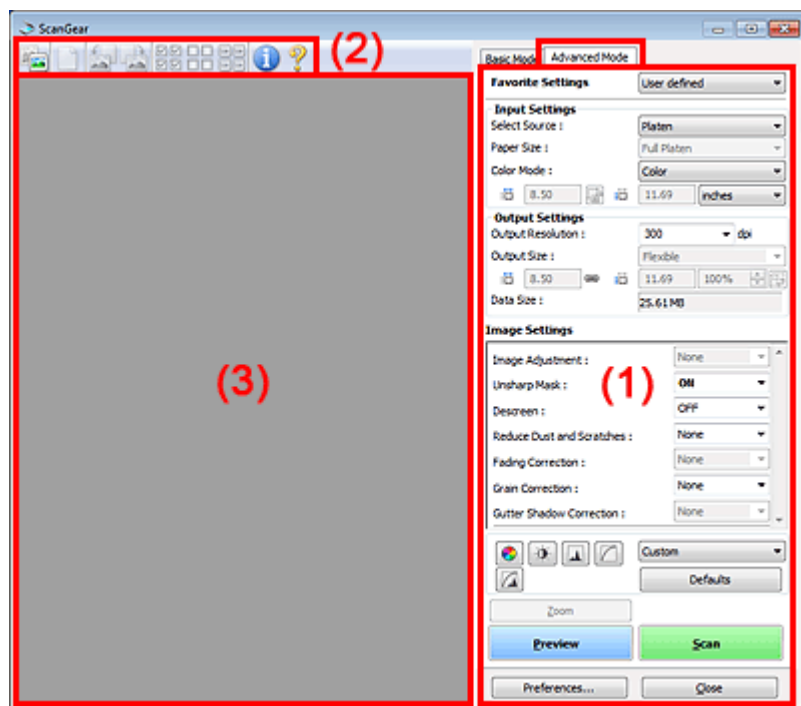 ScanGear
(2)
Basic Mode Advanced Mode
Favorite Settings User defined
Input Settings
Select Source : Platen
Paper Size : Full Platen
Color Mode : Color
8.50 11.69 inches
Output Settings
Output Resolution : 300 dpi
Output Size : Flexible
8.50 11.69 100%
Data Size : 25.61 MB
Image Settings
Image Adjustment : None
(3)
(1)
Unsharp Mask : ON
Descreen : OFF
Reduce Dust and Scratches : None
Fading Correction : None
Grain Correction : None
Gutter Shadow Correction : None
Custom
Defaults
Zoom
Preview Scan
Preferences... Close